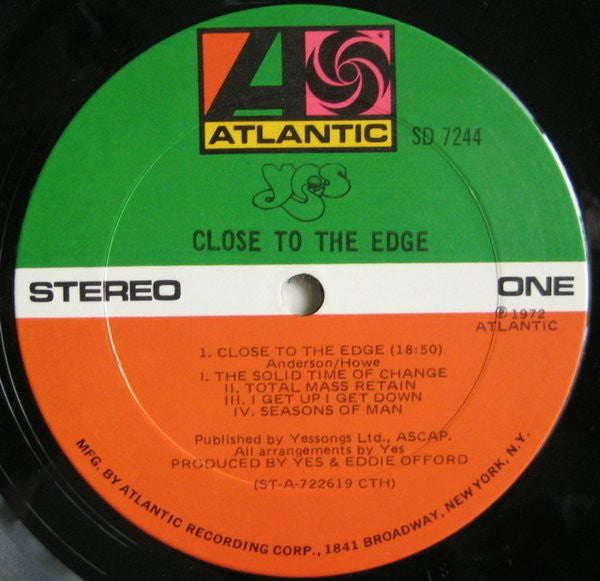 ATLANTIC
SD 7244
yes
CLOSE TO THE EDGE
STEREO
ONE
℗ 1972
ATLANTIC
1. CLOSE TO THE EDGE (18:50)
Anderson/Howe
I. THE SOLID TIME OF CHANGE
II. TOTAL MASS RETAIN
III. I GET UP I GET DOWN
IV. SEASONS OF MAN
Published by Yessongs Ltd., ASCAP.
All arrangements by Yes
PRODUCED BY YES & EDDIE OFFORD
(ST-A-722619 CTH)
MFG. BY ATLANTIC RECORDING CORP., 1841 BROADWAY, NEW YORK, N.Y.